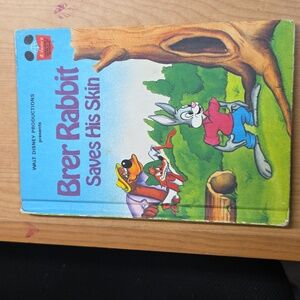 WALT DISNEY PRODUCTIONS
presents
Brer Rabbit
Saves His Skin